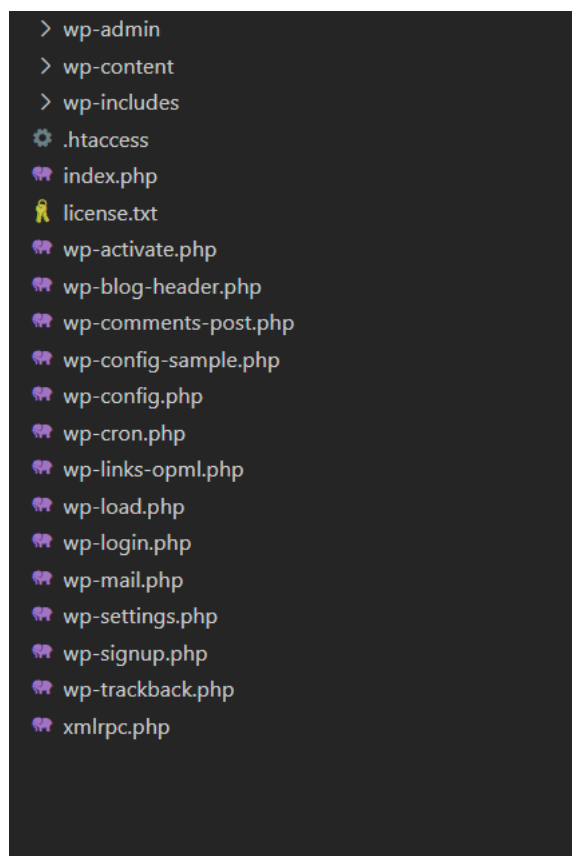 wp-admin
wp-content
wp-includes
.htaccess
index.php
license.txt
wp-activate.php
wp-blog-header.php
wp-comments-post.php
wp-config-sample.php
wp-config.php
wp-cron.php
wp-links-opml.php
wp-load.php
wp-login.php
wp-mail.php
wp-settings.php
wp-signup.php
wp-trackback.php
xmlrpc.php